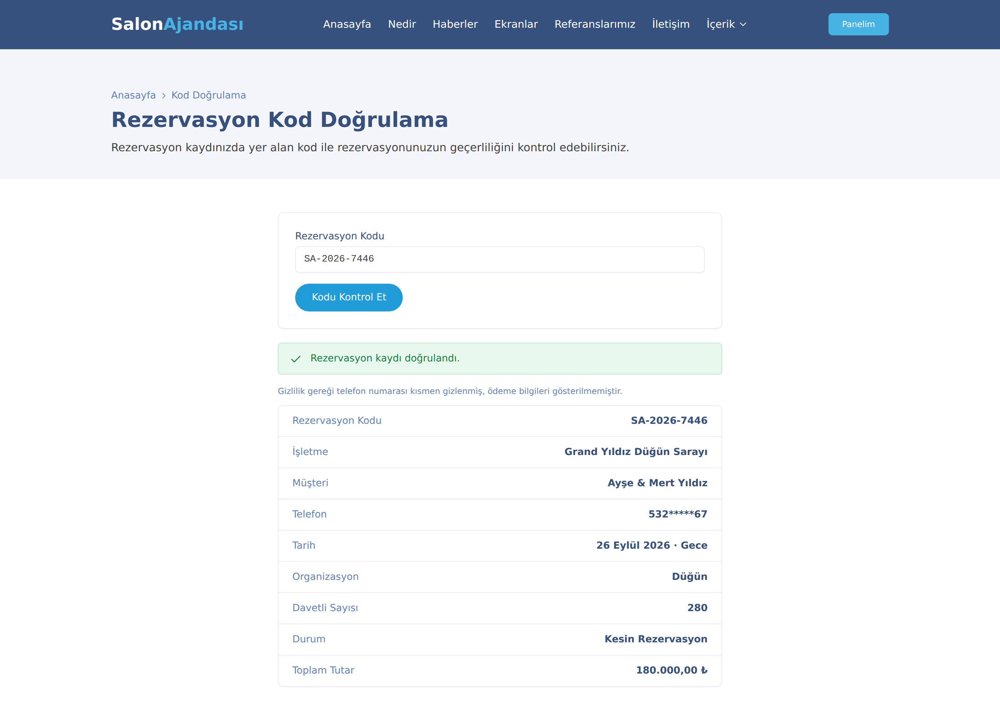 SalonAjandası
Anasayfa Nedir Haberler Ekranlar Referanslarımız İletişim İçerik
Panelim
Anasayfa > Kod Doğrulama
Rezervasyon Kod Doğrulama
Rezervasyon kaydınızda yer alan kod ile rezervasyonunuzun geçerliliğini kontrol edebilirsiniz.
Rezervasyon Kodu
SA-2026-7446
Kodu Kontrol Et
Rezervasyon kaydı doğrulandı.
Gizlilik gereği telefon numarası kısmen gizlenmiş, ödeme bilgileri gösterilmemiştir.
Rezervasyon Kodu SA-2026-7446
İşletme Grand Yıldız Düğün Sarayı
Müşteri Ayşe & Mert Yıldız
Telefon 532*****67
Tarih 26 Eylül 2026 · Gece
Organizasyon Düğün
Davetli Sayısı 280
Durum Kesin Rezervasyon
Toplam Tutar 180.000,00 ₺